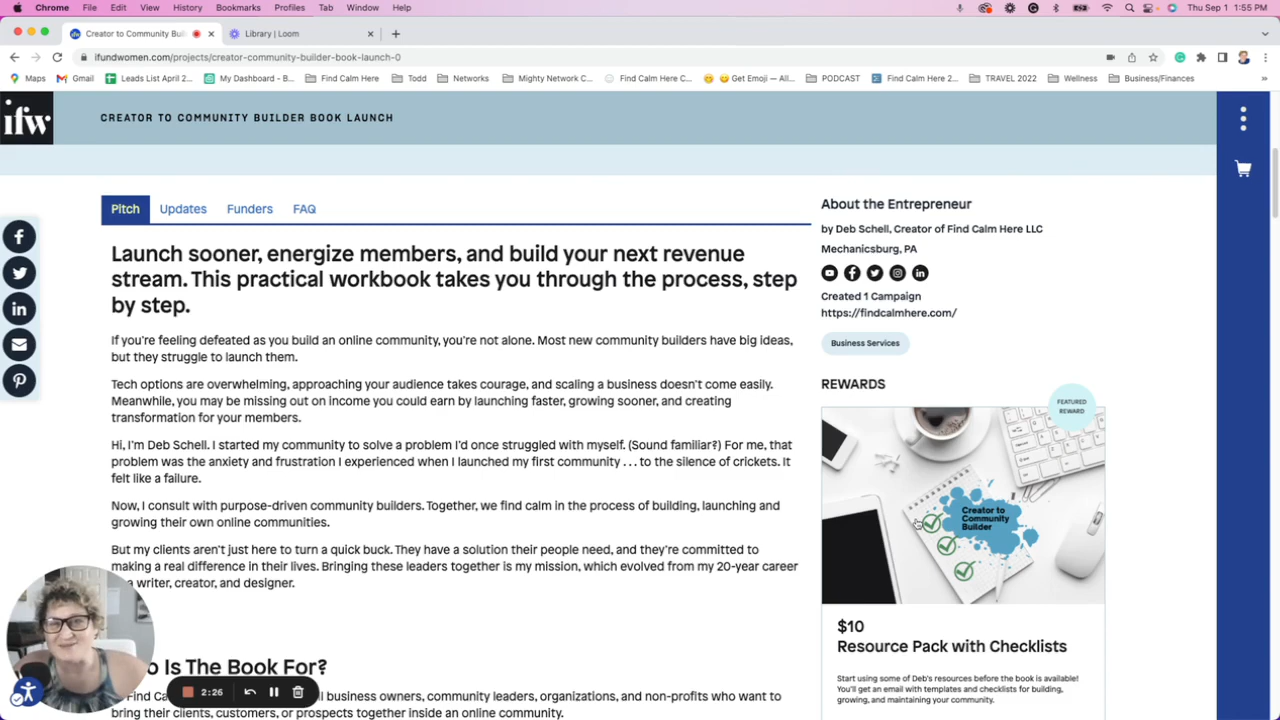 Chrome File Edit View History Bookmarks Profiles Tab Window Help
Thu Sep 1 1:55 PM
Creator to Community Buil
Library | Loom
ifundwomen.com/projects/creator-community-builder-book-launch-0
Maps Gmail Leads List April 2... My Dashboard - B... Find Calm Here Todd Networks Mighty Network C... Find Calm Here C... Get Emoji — All... PODCAST Find Calm Here 2... TRAVEL 2022 Wellness Business/Finances
ifw
CREATOR TO COMMUNITY BUILDER BOOK LAUNCH
Pitch Updates Funders FAQ
Launch sooner, energize members, and build your next revenue
stream. This practical workbook takes you through the process, step
by step.
If you're feeling defeated as you build an online community, you're not alone. Most new community builders have big ideas,
but they struggle to launch them.
Tech options are overwhelming, approaching your audience takes courage, and scaling a business doesn't come easily.
Meanwhile, you may be missing out on income you could earn by launching faster, growing sooner, and creating
transformation for your members.
Hi, I'm Deb Schell. I started my community to solve a problem I'd once struggled with myself. (Sound familiar?) For me, that
problem was the anxiety and frustration I experienced when I launched my first community . . . to the silence of crickets. It
felt like a failure.
Now, I consult with purpose-driven community builders. Together, we find calm in the process of building, launching and
growing their own online communities.
But my clients aren't just here to turn a quick buck. They have a solution their people need, and they're committed to
making a real difference in their lives. Bringing these leaders together is my mission, which evolved from my 20-year career
writer, creator, and designer.
Is The Book For?
business owners, community leaders, organizations, and non-profits who want to
bring their clients, customers, or prospects together inside an online community.
2:26
About the Entrepreneur
by Deb Schell, Creator of Find Calm Here LLC
Mechanicsburg, PA
Created 1 Campaign
https://findcalmhere.com/
Business Services
REWARDS
FEATURED
REWARD
Creator to
Community
Builder
$10
Resource Pack with Checklists
Start using some of Deb's resources before the book is available!
You'll get an email with templates and checklists for building,
growing, and maintaining your community.